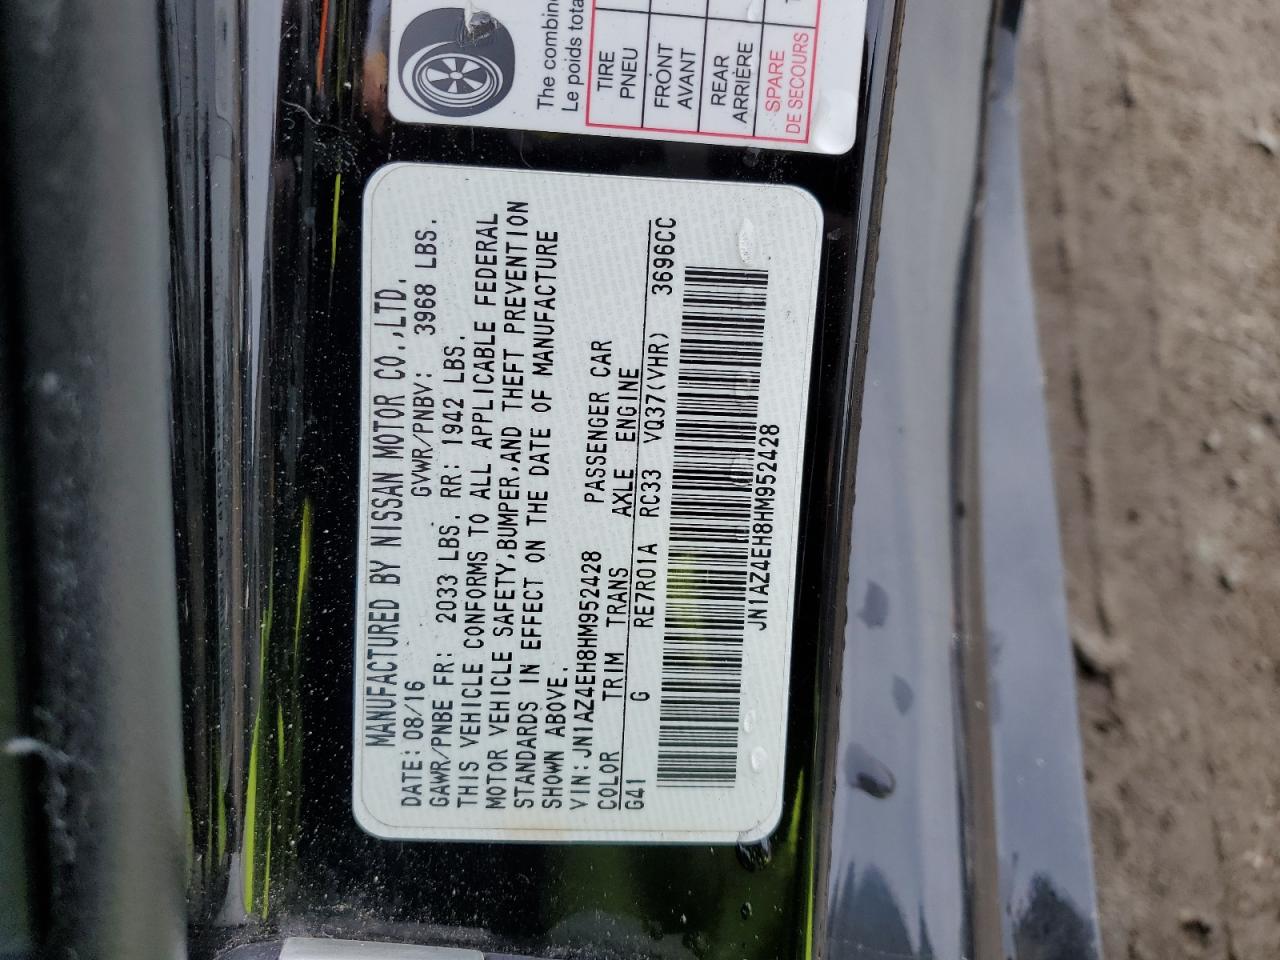 The combine
Le poids tota
TIRE
PNEU
FRONT
AVANT
REAR
ARRIÈRE
SPARE
DE SECOURS
MANUFACTURED BY NISSAN MOTOR CO.,LTD.
DATE: 08/16 GVWR/PNBV: 3968 LBS.
GAWR/PNBE FR: 2033 LBS. RR: 1942 LBS.
THIS VEHICLE CONFORMS TO ALL APPLICABLE FEDERAL
MOTOR VEHICLE SAFETY,BUMPER,AND THEFT PREVENTION
STANDARDS IN EFFECT ON THE DATE OF MANUFACTURE
SHOWN ABOVE.
VIN:JN1AZ4EH8HM952428 PASSENGER CAR
COLOR TRIM TRANS AXLE ENGINE
G41 G RE7R01A RC33 VQ37(VHR) 3696CC
JN1AZ4EH8HM952428